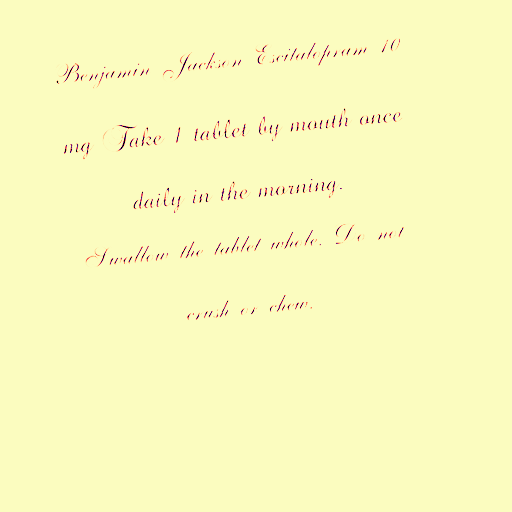 Benjamin Jackson Escitalopram 10
mg Take 1 tablet by mouth once
daily in the morning.
Swallow the tablet whole. Do not
crush or chew.